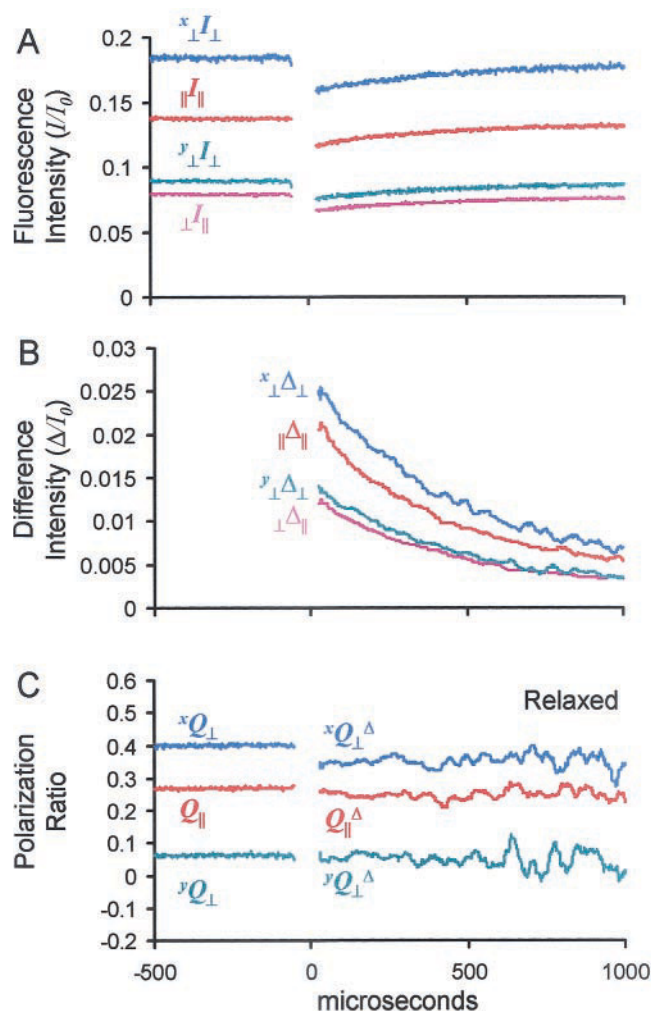 A
Fluorescence
Intensity (I/I₀)
0.2
0.15
0.1
0.05
0
ˣ⊥I⊥
∥I∥
ʸ⊥I⊥
⊥I∥
B
Difference
Intensity (Δ/I₀)
0.03
0.025
0.02
0.015
0.01
0.005
0
ˣ⊥Δ⊥
∥Δ∥
ʸ⊥Δ⊥
⊥Δ∥
C
Polarization
Ratio
0.6
0.5
0.4
0.3
0.2
0.1
0
-0.1
-0.2
Relaxed
ˣQ⊥
ˣQ⊥^Δ
Q∥
Q∥^Δ
ʸQ⊥
ʸQ⊥^Δ
-500
0
500
1000
microseconds